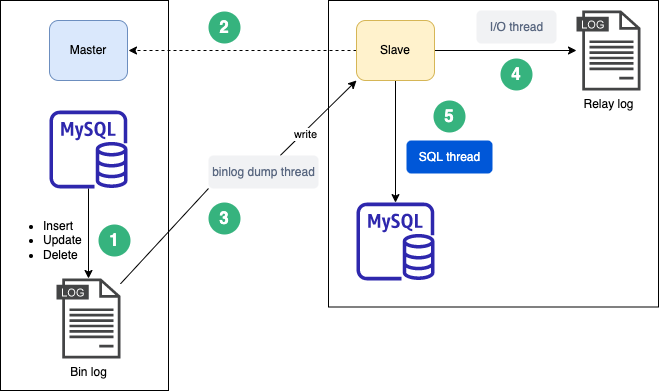 Master
2
Slave
I/O thread
LOG
4
Relay log
MySQL
write
5
SQL thread
binlog dump thread
3
Insert
Update
Delete
1
MySQL
LOG
Bin log